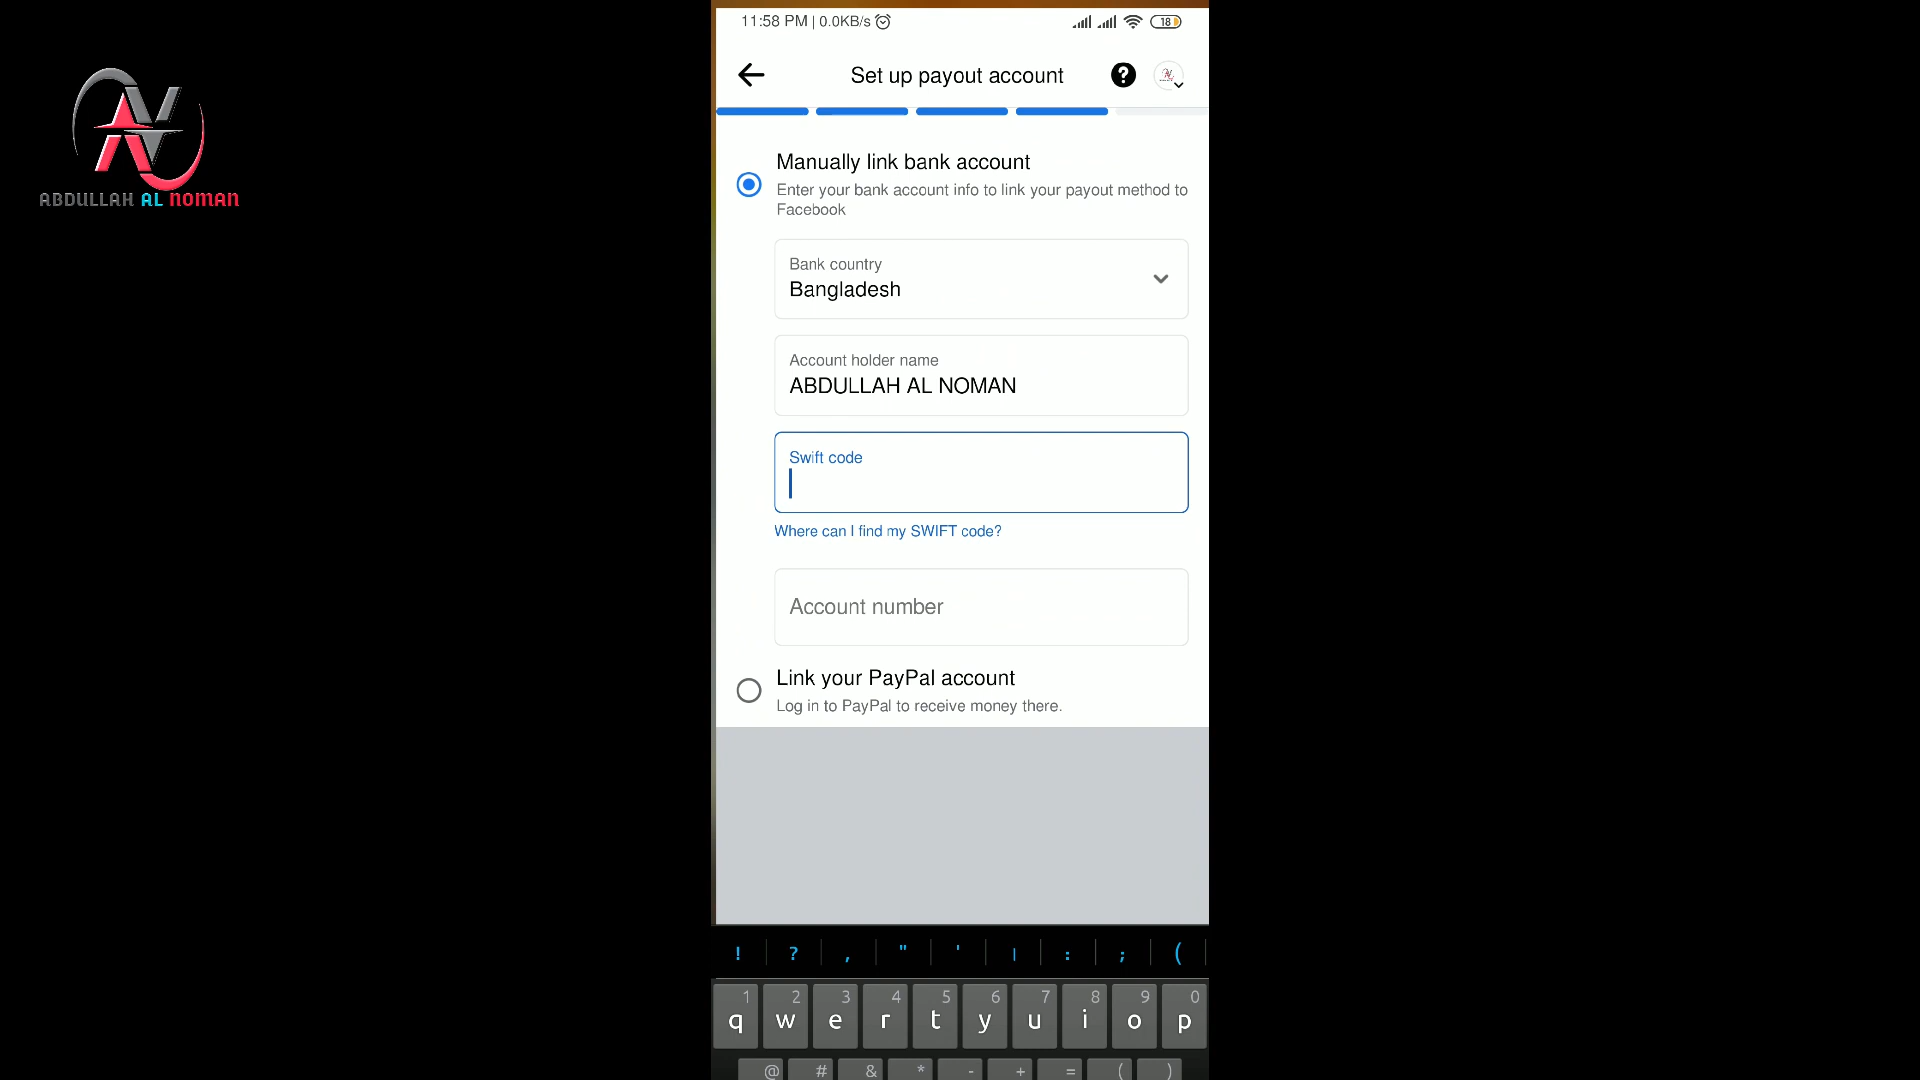 11:58 PM | 0.0KB/s
18
ABDULLAH AL NOMAN
Set up payout account
?
Manually link bank account
Enter your bank account info to link your payout method to
Facebook
Bank country
Bangladesh
Account holder name
ABDULLAH AL NOMAN
Swift code
Where can I find my SWIFT code?
Account number
Link your PayPal account
Log in to PayPal to receive money there.
! ? , " ' | : ; (
1 2 3 4 5 6 7 8 9 0
q w e r t y u i o p
@ # & * - + = ( )